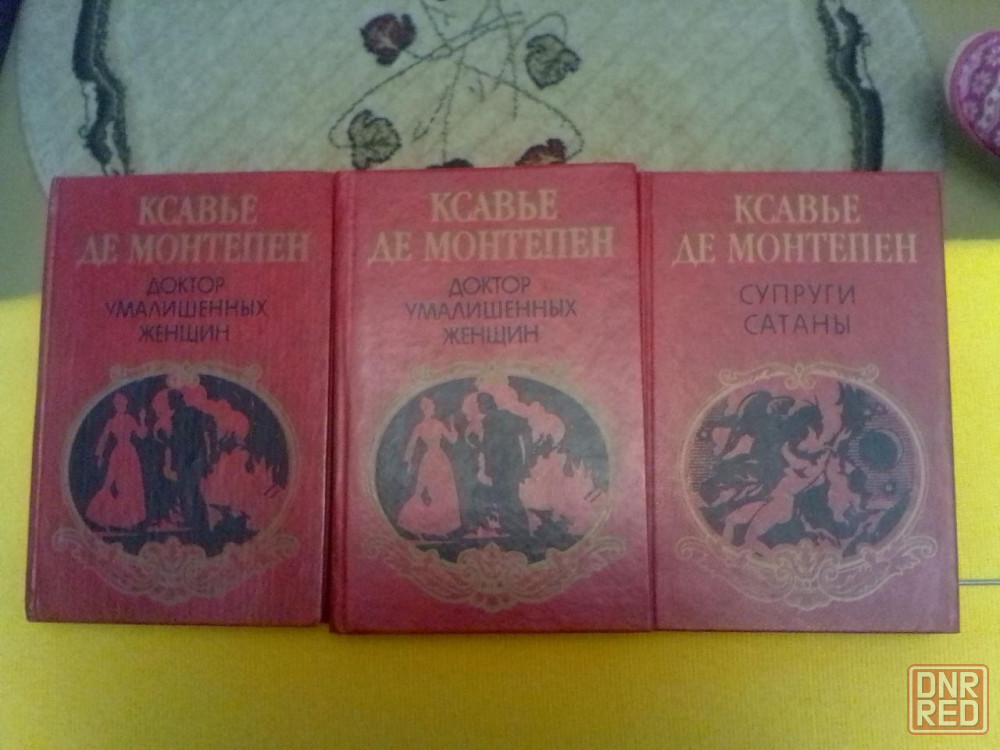 КСАВЬЕ
ДЕ МОНТЕПЕН
ДОКТОР
УМАЛИШЕННЫХ
ЖЕНЩИН
КСАВЬЕ
ДЕ МОНТЕПЕН
ДОКТОР
УМАЛИШЕННЫХ
ЖЕНЩИН
КСАВЬЕ
ДЕ МОНТЕПЕН
СУПРУГИ
САТАНЫ
DNR
RED